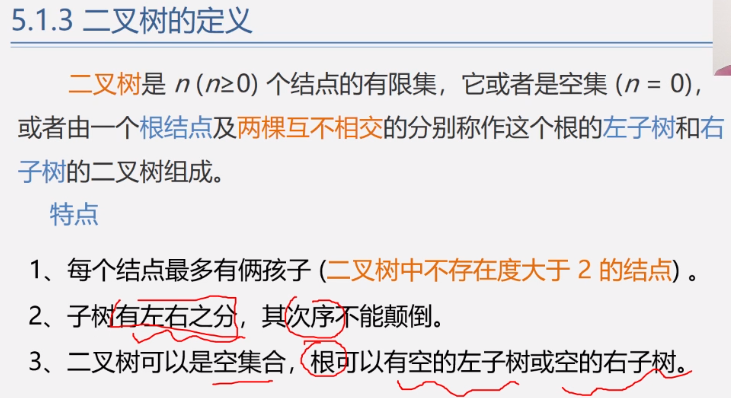 5.1.3 二叉树的定义
二叉树是 n (n≥0) 个结点的有限集，它或者是空集 (n = 0)，
或者由一个根结点及两棵互不相交的分别称作这个根的左子树和右
子树的二叉树组成。
特点
1、每个结点最多有俩孩子 (二叉树中不存在度大于 2 的结点) 。
2、子树有左右之分，其次序不能颠倒。
3、二叉树可以是空集合，根可以有空的左子树或空的右子树。